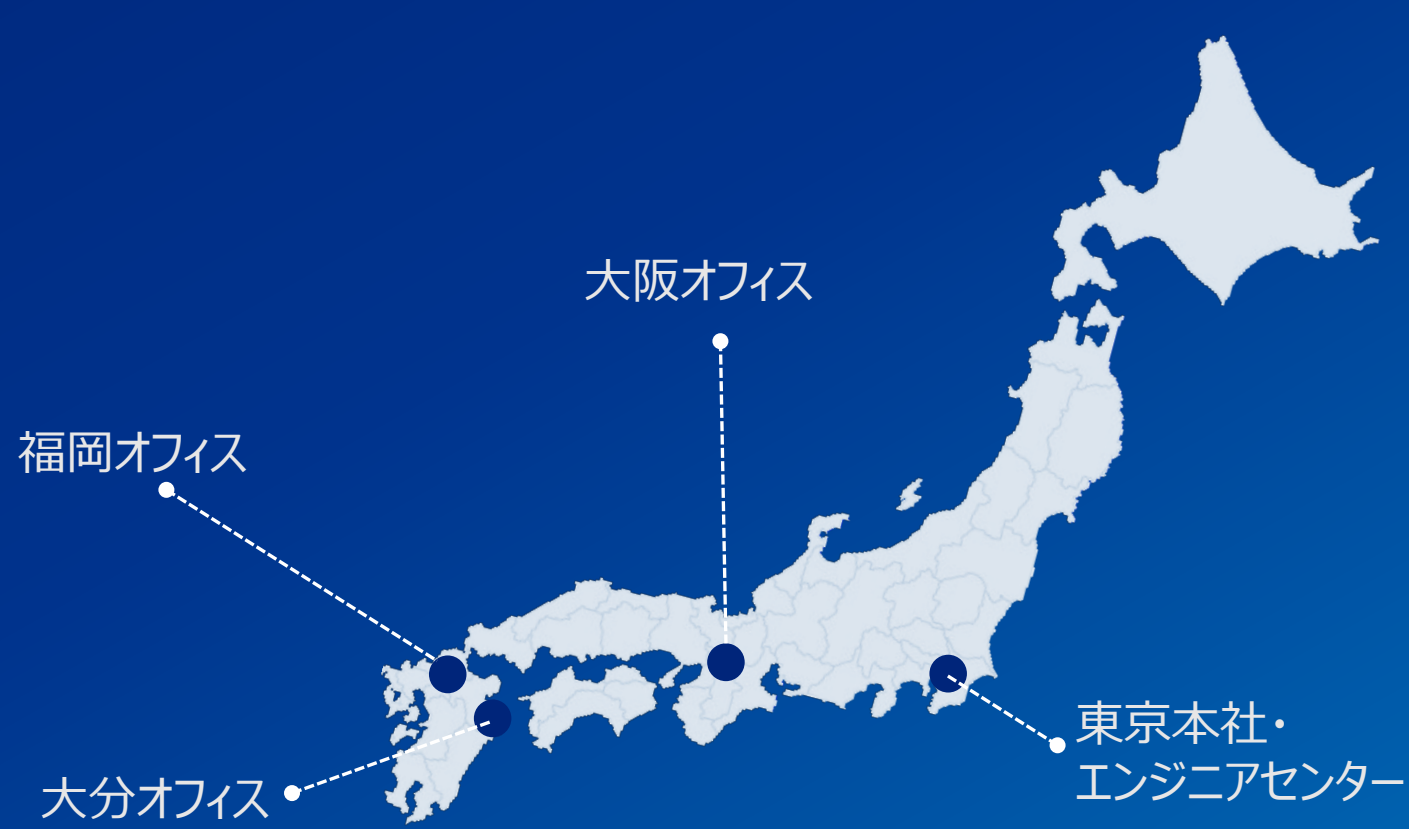 大阪オフィス
福岡オフィス
東京本社・
エンジニアセンター
大分オフィス